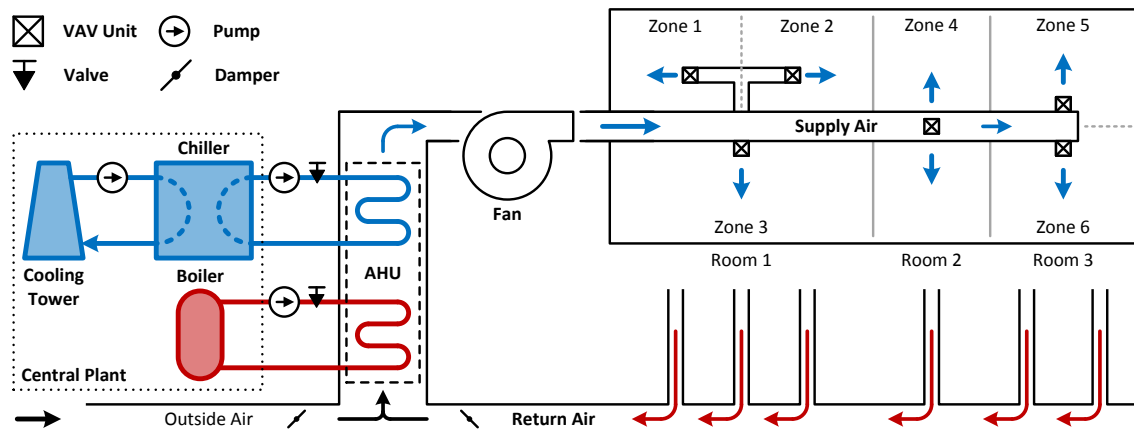 VAV Unit
Pump
Valve
Damper
Zone 1
Zone 2
Zone 4
Zone 5
Supply Air
Chiller
Fan
Zone 3
Zone 6
Cooling
Tower
Boiler
AHU
Room 1
Room 2
Room 3
Central Plant
Outside Air
Return Air